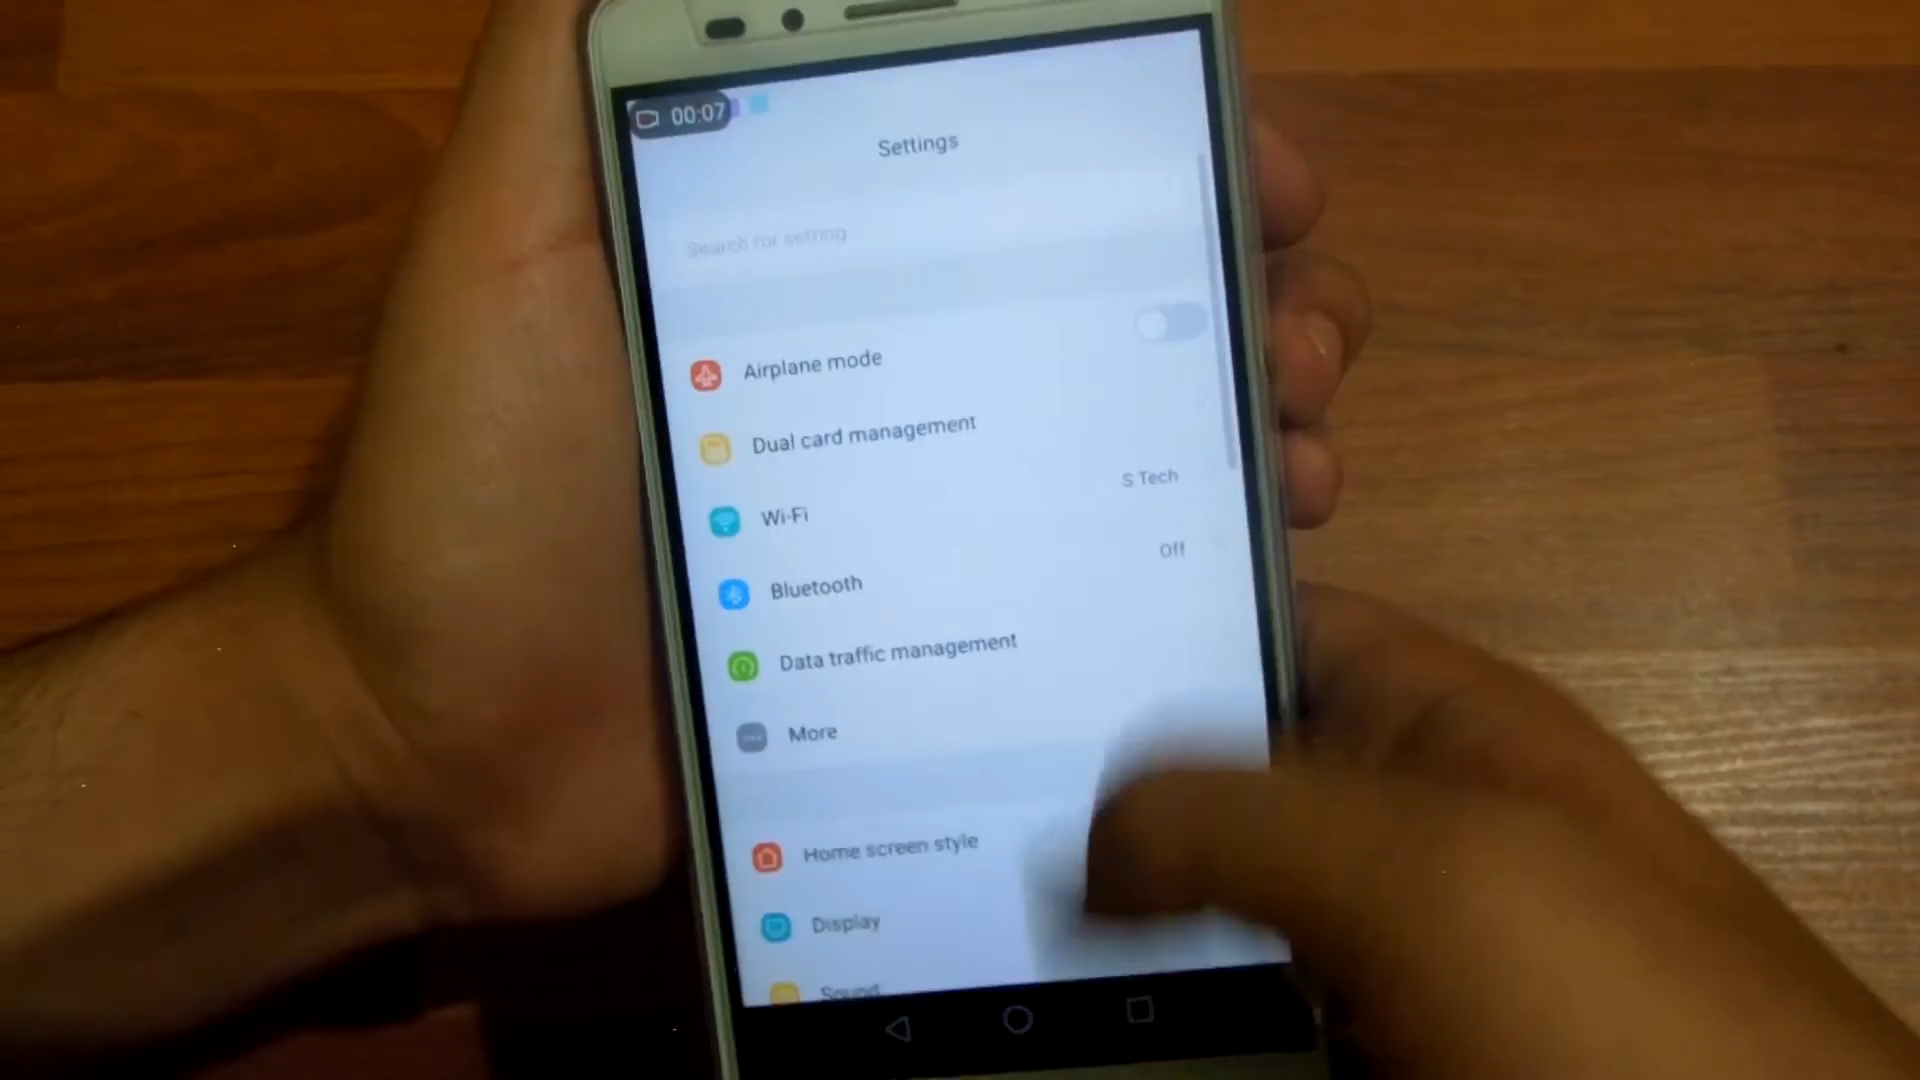 00:07
Settings
Search for setting
Airplane mode
Dual card management
Wi-Fi
S Tech
Bluetooth
Off
Data traffic management
More
Home screen style
Display
Sound